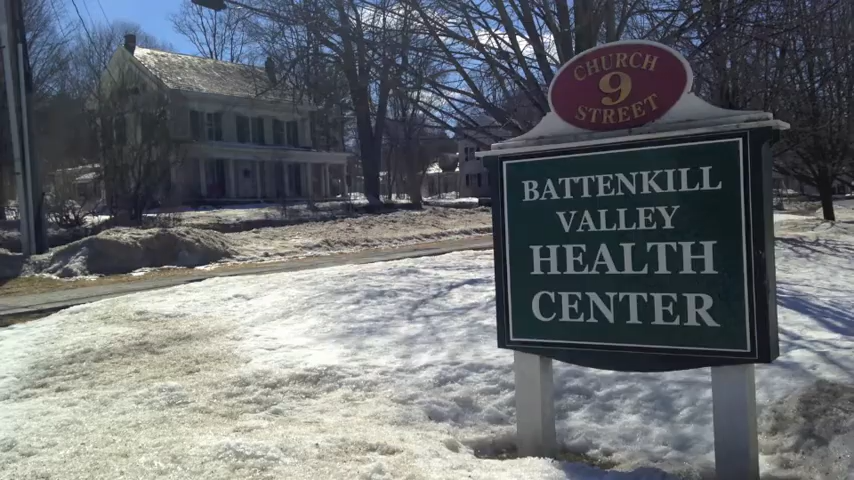 CHURCH
9
STREET
BATTENKILL
VALLEY
HEALTH
CENTER